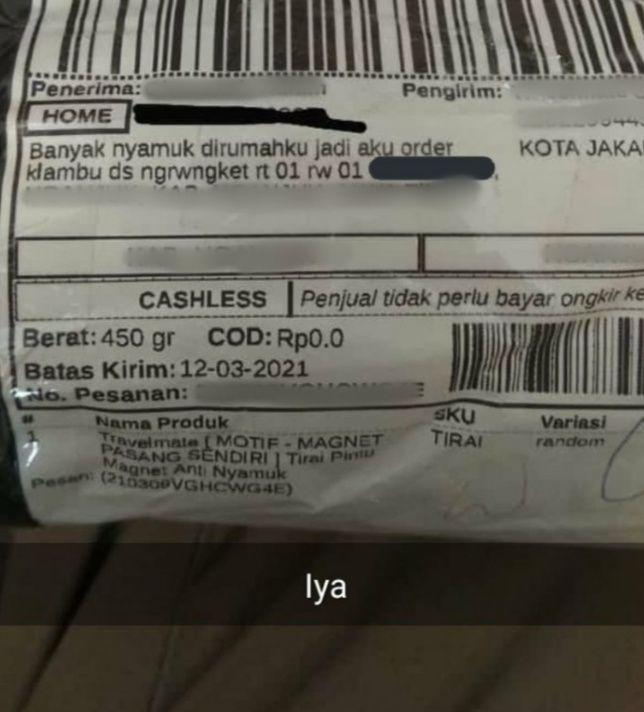 Penerima:
Pengirim:
HOME
Banyak nyamuk dirumahku jadi aku order
klambu ds ngrwngket rt 01 rw 01
KOTA JAKA
CASHLESS
Penjual tidak perlu bayar ongkir ke
Berat: 450 gr COD: Rp0.0
Batas Kirim: 12-03-2021
No. Pesanan:
# Nama Produk SKU Variasi
1 Travelmate [ MOTIF - MAGNET TIRAI random
PASANG SENDIRI ] Tirai Pintu
Magnet Anti Nyamuk
Pesan: (210309VGHCWG4E)
Iya